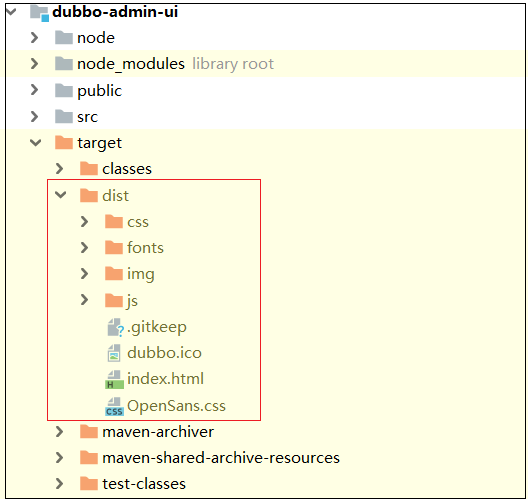 dubbo-admin-ui
node
node_modules library root
public
src
target
classes
dist
css
fonts
img
js
.gitkeep
dubbo.ico
index.html
OpenSans.css
maven-archiver
maven-shared-archive-resources
test-classes